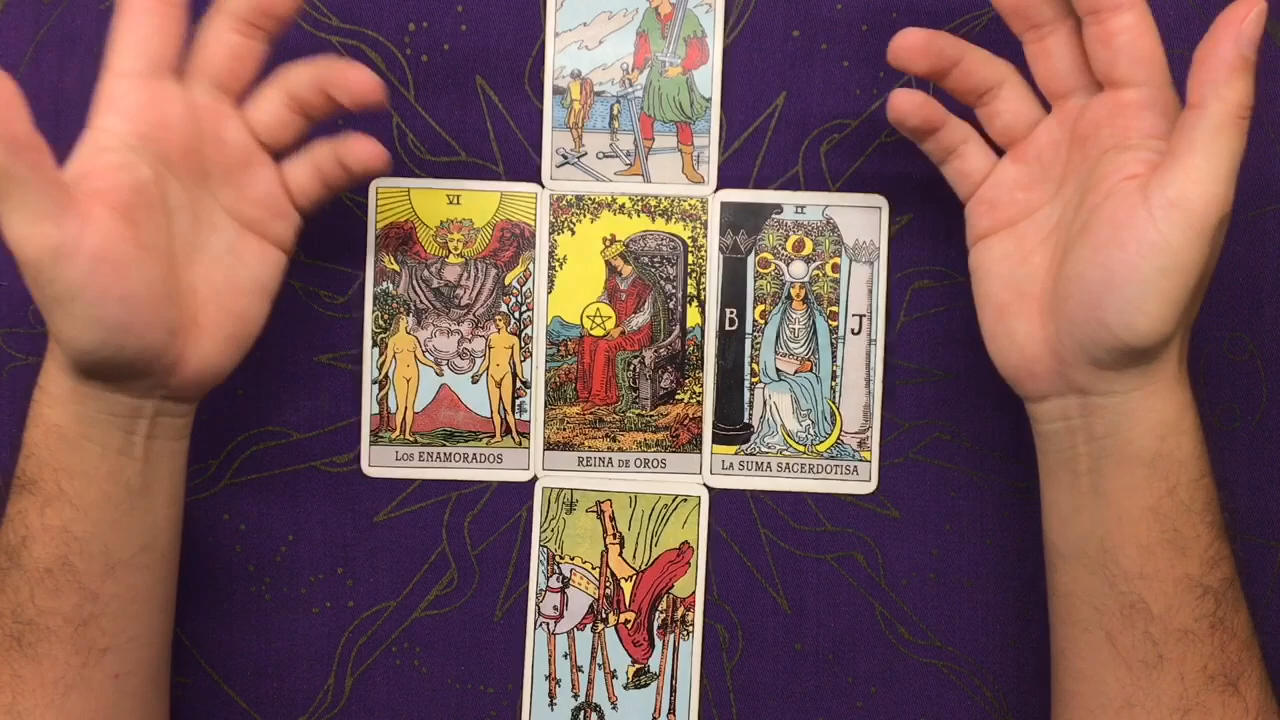 VI
II
B
J
LOS ENAMORADOS
REINA DE OROS
LA SUMA SACERDOTISA